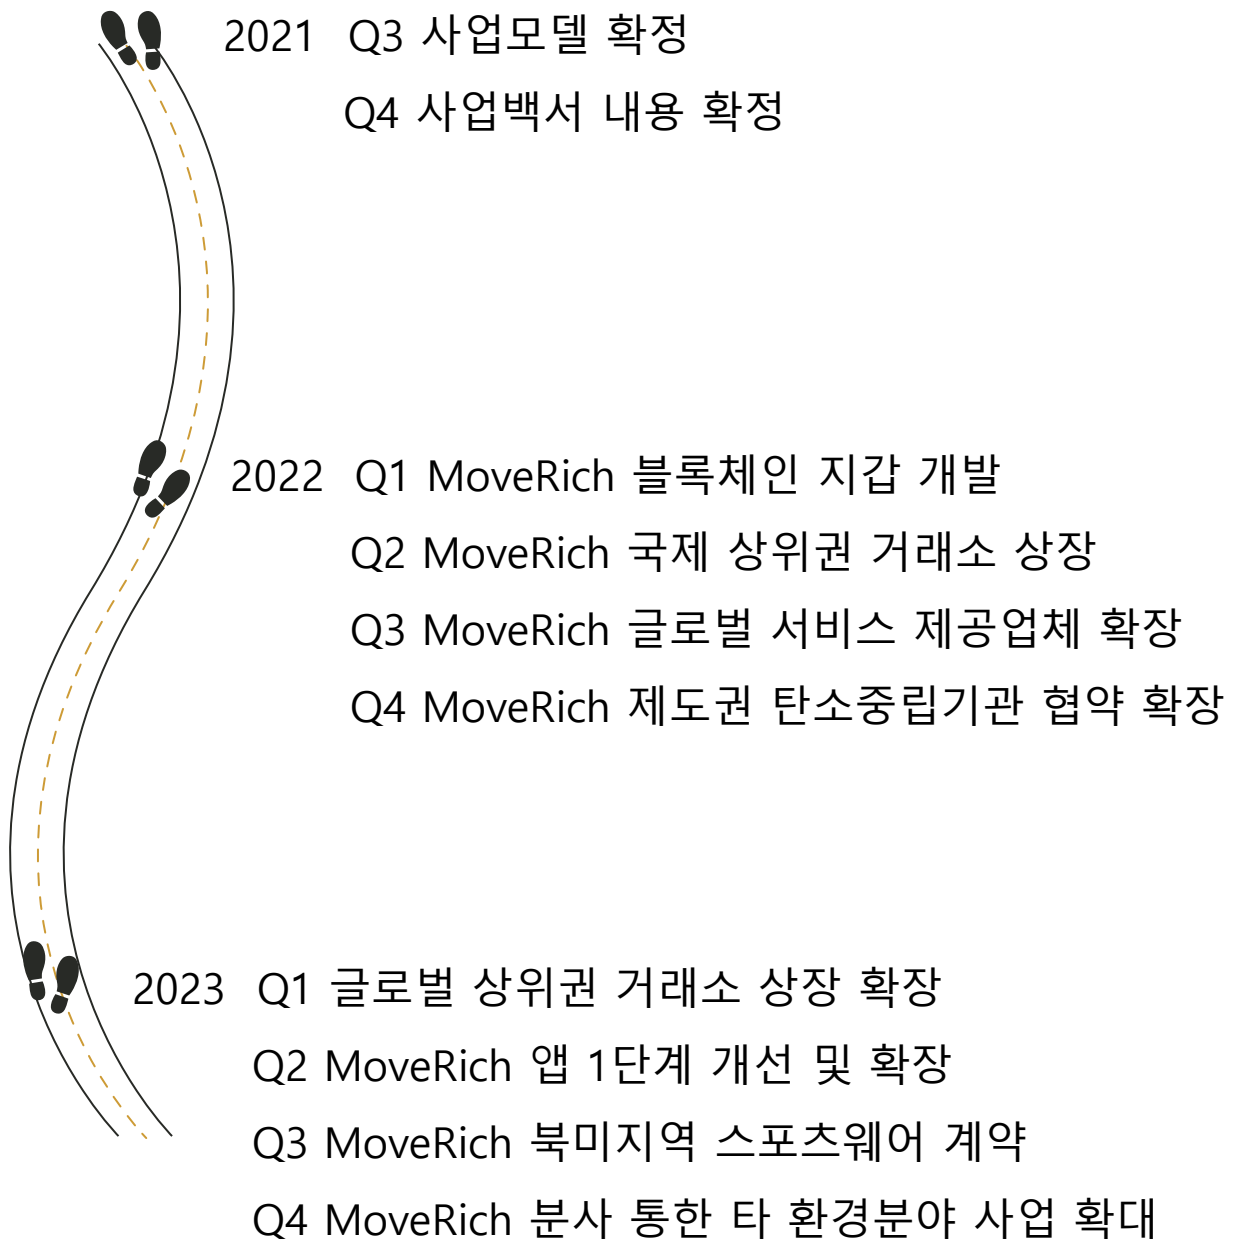 2021 Q3 사업모델 확정
Q4 사업백서 내용 확정
2022 Q1 MoveRich 블록체인 지갑 개발
Q2 MoveRich 국제 상위권 거래소 상장
Q3 MoveRich 글로벌 서비스 제공업체 확장
Q4 MoveRich 제도권 탄소중립기관 협약 확장
2023 Q1 글로벌 상위권 거래소 상장 확장
Q2 MoveRich 앱 1단계 개선 및 확장
Q3 MoveRich 북미지역 스포츠웨어 계약
Q4 MoveRich 분사 통한 타 환경분야 사업 확대